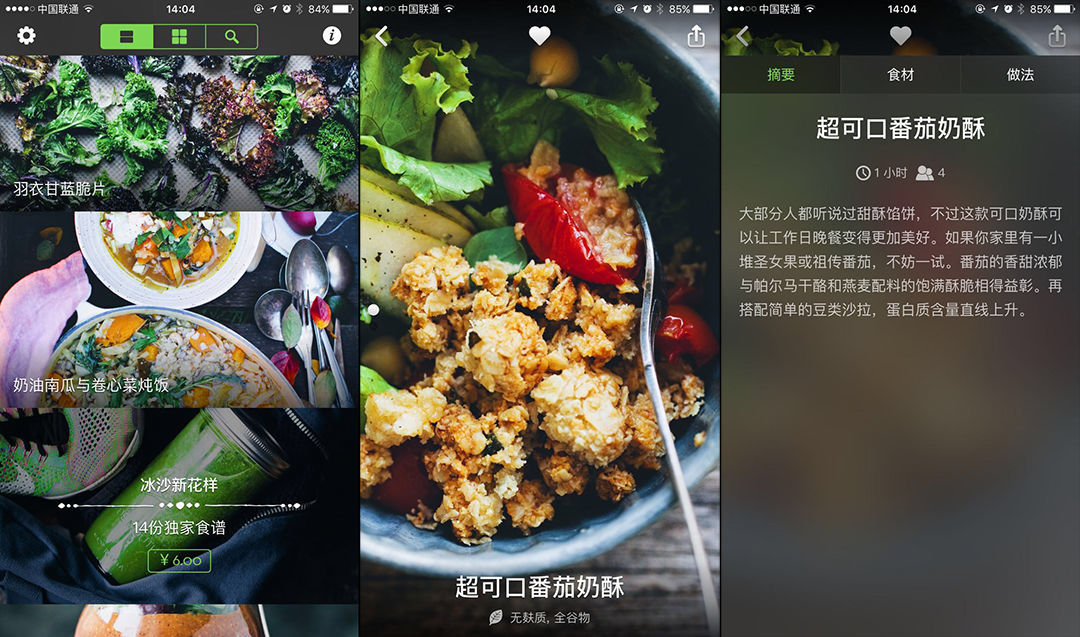 中国联通
14:04
84%
羽衣甘蓝脆片
奶油南瓜与卷心菜炖饭
冰沙新花样
14份独家食谱
¥6.00
中国联通
14:04
85%
超可口番茄奶酥
无麸质, 全谷物
中国联通
14:04
85%
摘要
食材
做法
超可口番茄奶酥
1 小时
4
大部分人都听说过甜酥馅饼，不过这款可口奶酥可
以让工作日晚餐变得更加美好。如果你家里有一小
堆圣女果或祖传番茄，不妨一试。番茄的香甜浓郁
与帕尔马干酪和燕麦配料的饱满酥脆相得益彰。再
搭配简单的豆类沙拉，蛋白质含量直线上升。